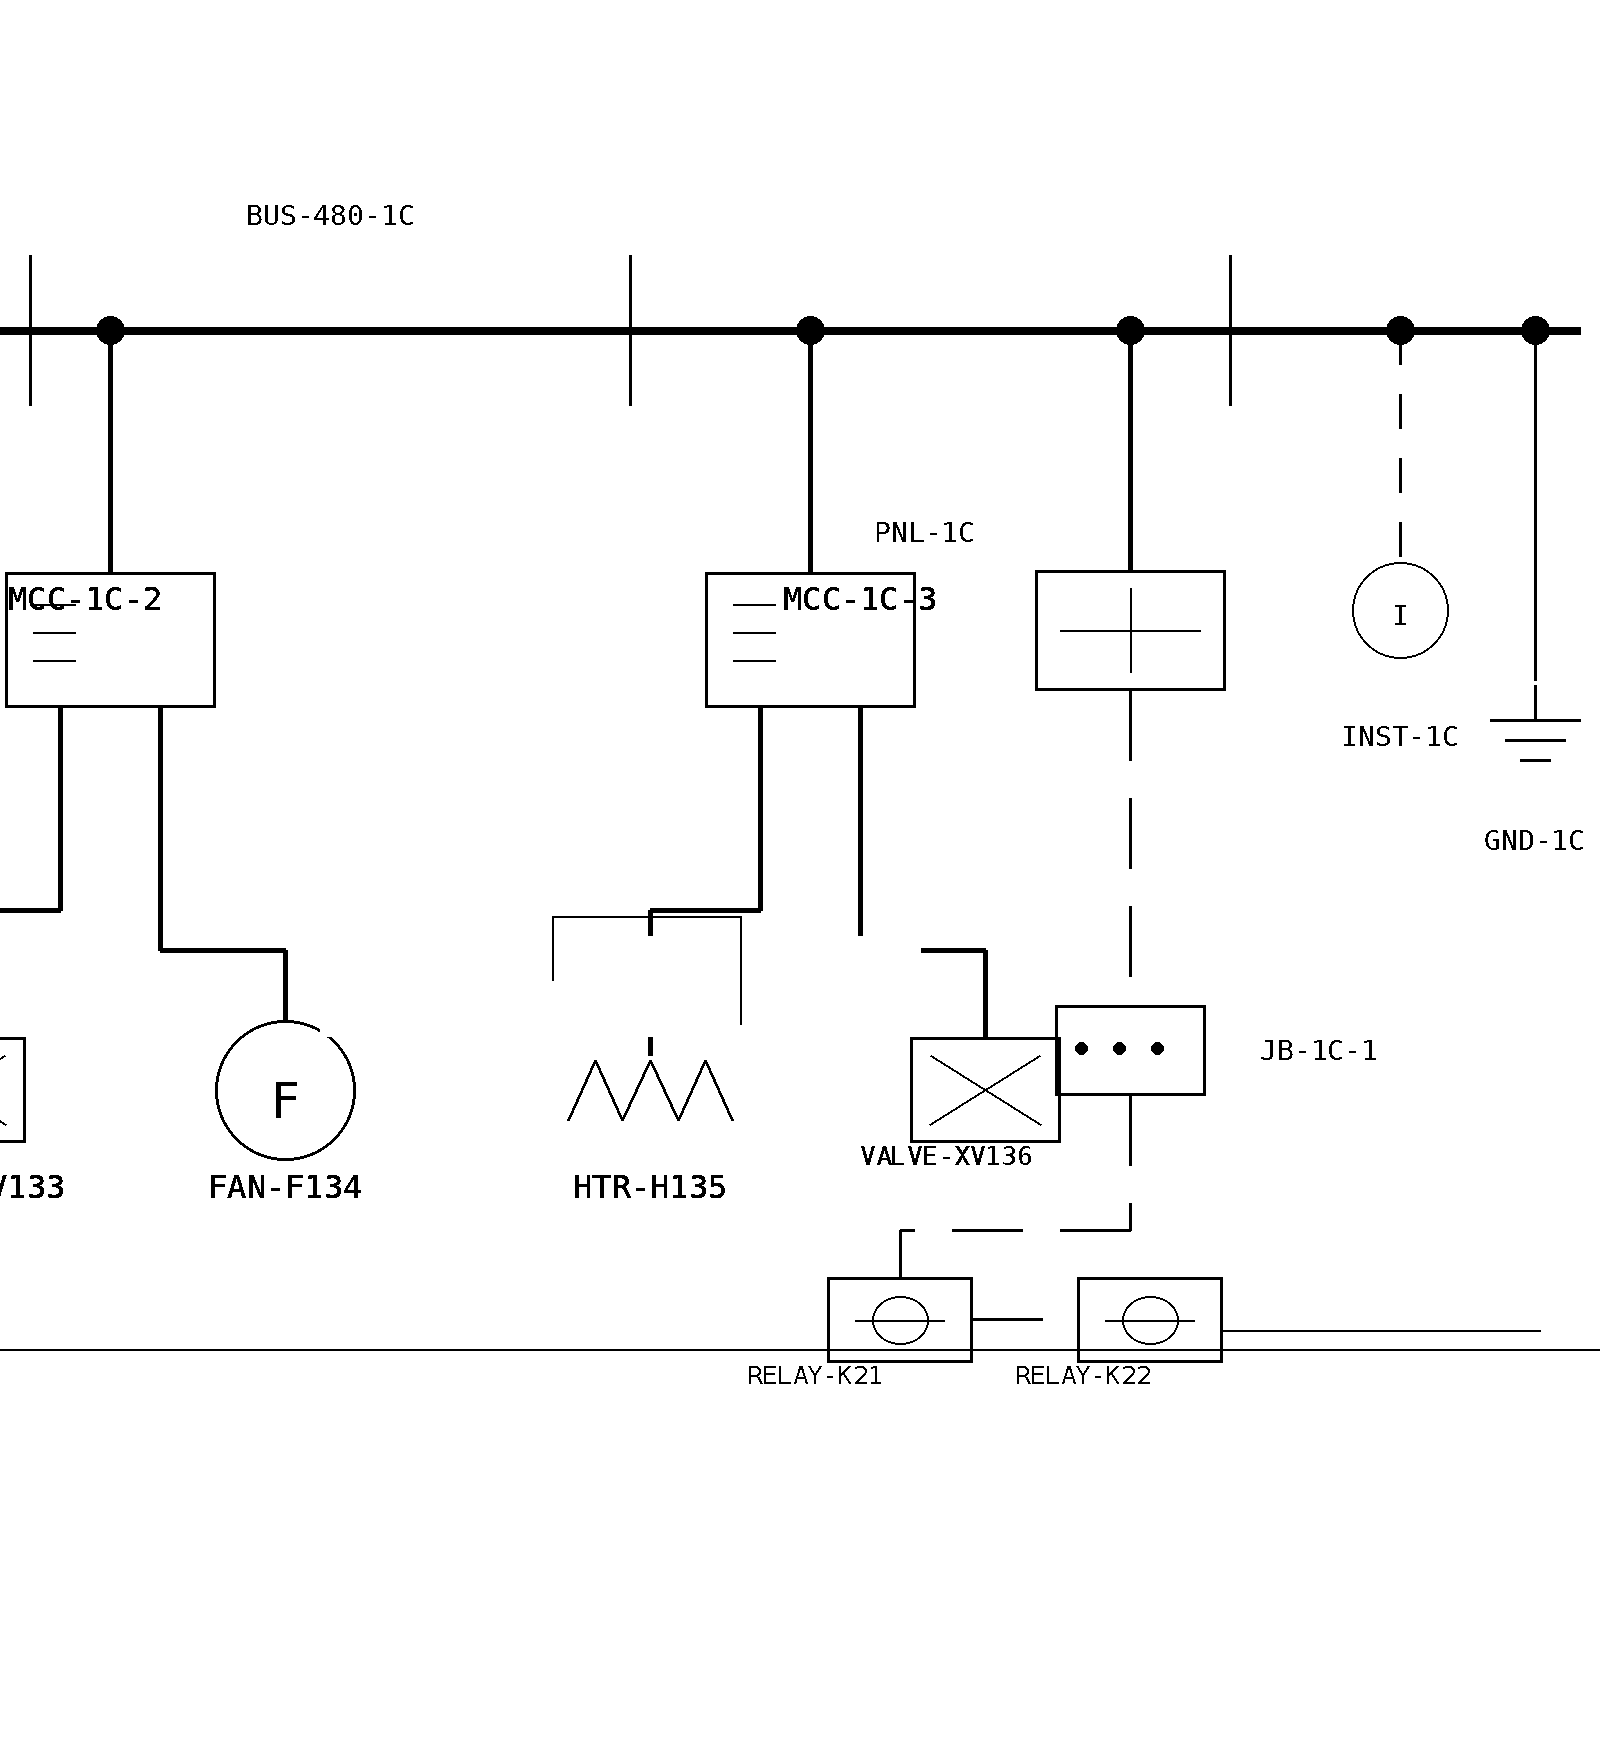 BUS-480-1C
PNL-1C
MCC-1C-2
MCC-1C-3
I
INST-1C
GND-1C
JB-1C-1
F
VALVE-XV136
V133
FAN-F134
HTR-H135
RELAY-K21
RELAY-K22